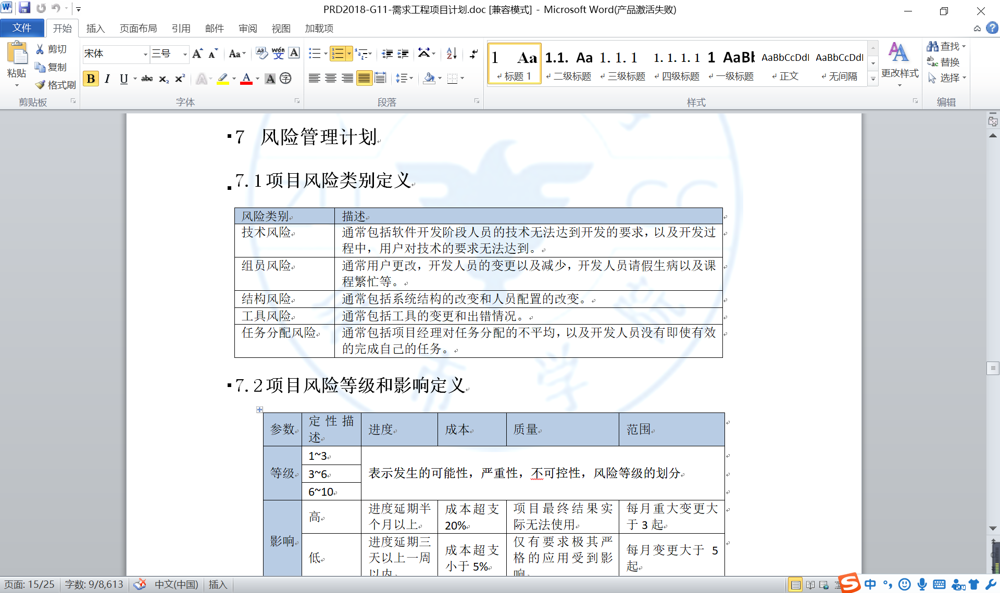 PRD2018-G11-需求工程项目计划.doc [兼容模式] - Microsoft Word(产品激活失败)
文件 开始 插入 页面布局 引用 邮件 审阅 视图 加载项
粘贴 剪切 复制 格式刷
剪贴板
宋体 三号
字体
段落
1 Aa 1.1. Aa 1. 1. 1 1. 1. 1. 1 1 AaBb AaBbCcDdI AaBbCcDdI
标题 1 二级标题 三级标题 四级标题 一级标题 正文 无间隔
更改样式
样式
查找 替换 选择
编辑
7 风险管理计划
7.1项目风险类别定义
风险类别 描述
技术风险 通常包括软件开发阶段人员的技术无法达到开发的要求，以及开发过
程中，用户对技术的要求无法达到。
组员风险 通常用户更改，开发人员的变更以及减少，开发人员请假生病以及课
程繁忙等。
结构风险 通常包括系统结构的改变和人员配置的改变。
工具风险 通常包括工具的变更和出错情况。
任务分配风险 通常包括项目经理对任务分配的不平均，以及开发人员没有即使有效
的完成自己的任务。
7.2项目风险等级和影响定义
参数 定性描述 进度 成本 质量 范围
等级 1~3
3~6 表示发生的可能性，严重性，不可控性，风险等级的划分
6~10
影响 高 进度延期半个月以上 成本超支20% 项目最终结果实际无法使用 每月重大变更大于 3 起
低 进度延期三天以上一周以内 成本超支小于 5% 仅有要求极其严格的应用受到影响 每月变更大于 5 起
页面: 15/25 字数: 9/8,613 中文(中国) 插入
中